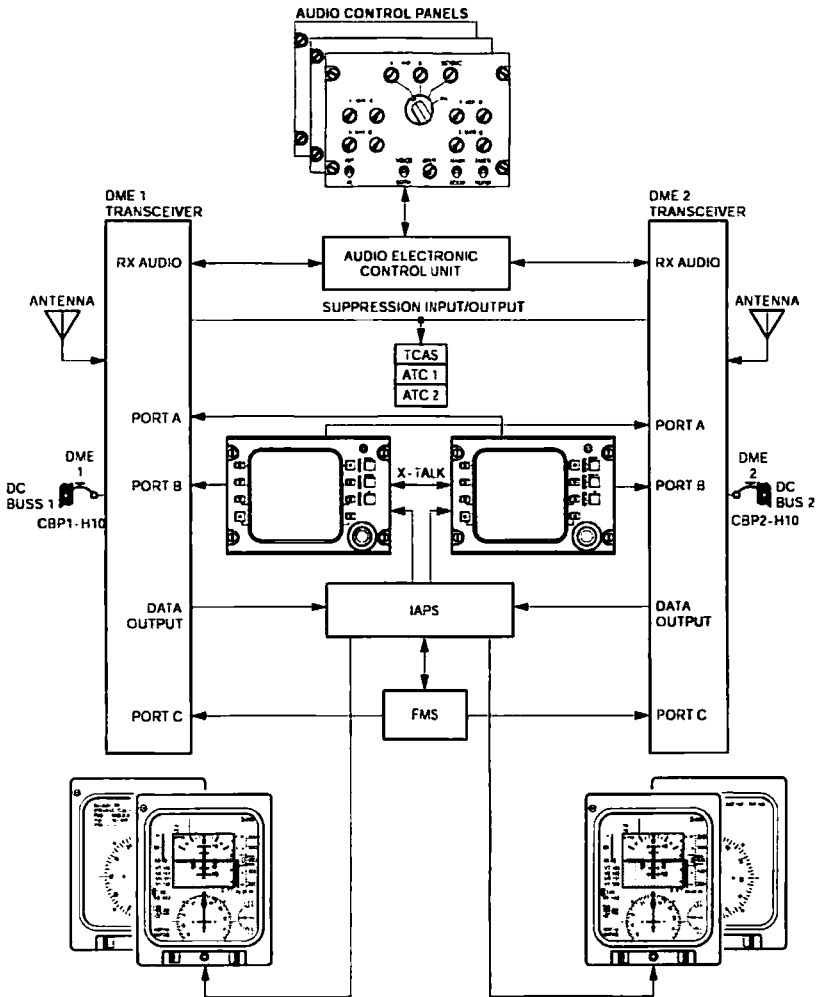 AUDIO CONTROL PANELS
DME 1
TRANSCEIVER
DME 2
TRANSCEIVER
RX AUDIO
AUDIO ELECTRONIC
CONTROL UNIT
RX AUDIO
ANTENNA
SUPPRESSION INPUT/OUTPUT
ANTENNA
TCAS
ATC 1
ATC 2
PORT A
PORT A
DME
1
X-TALK
DME
2
DC
BUSS 1
PORT B
PORT B
DC
BUS 2
CBP1-H10
CBP2-H10
DATA
OUTPUT
IAPS
DATA
OUTPUT
PORT C
FMS
PORT C